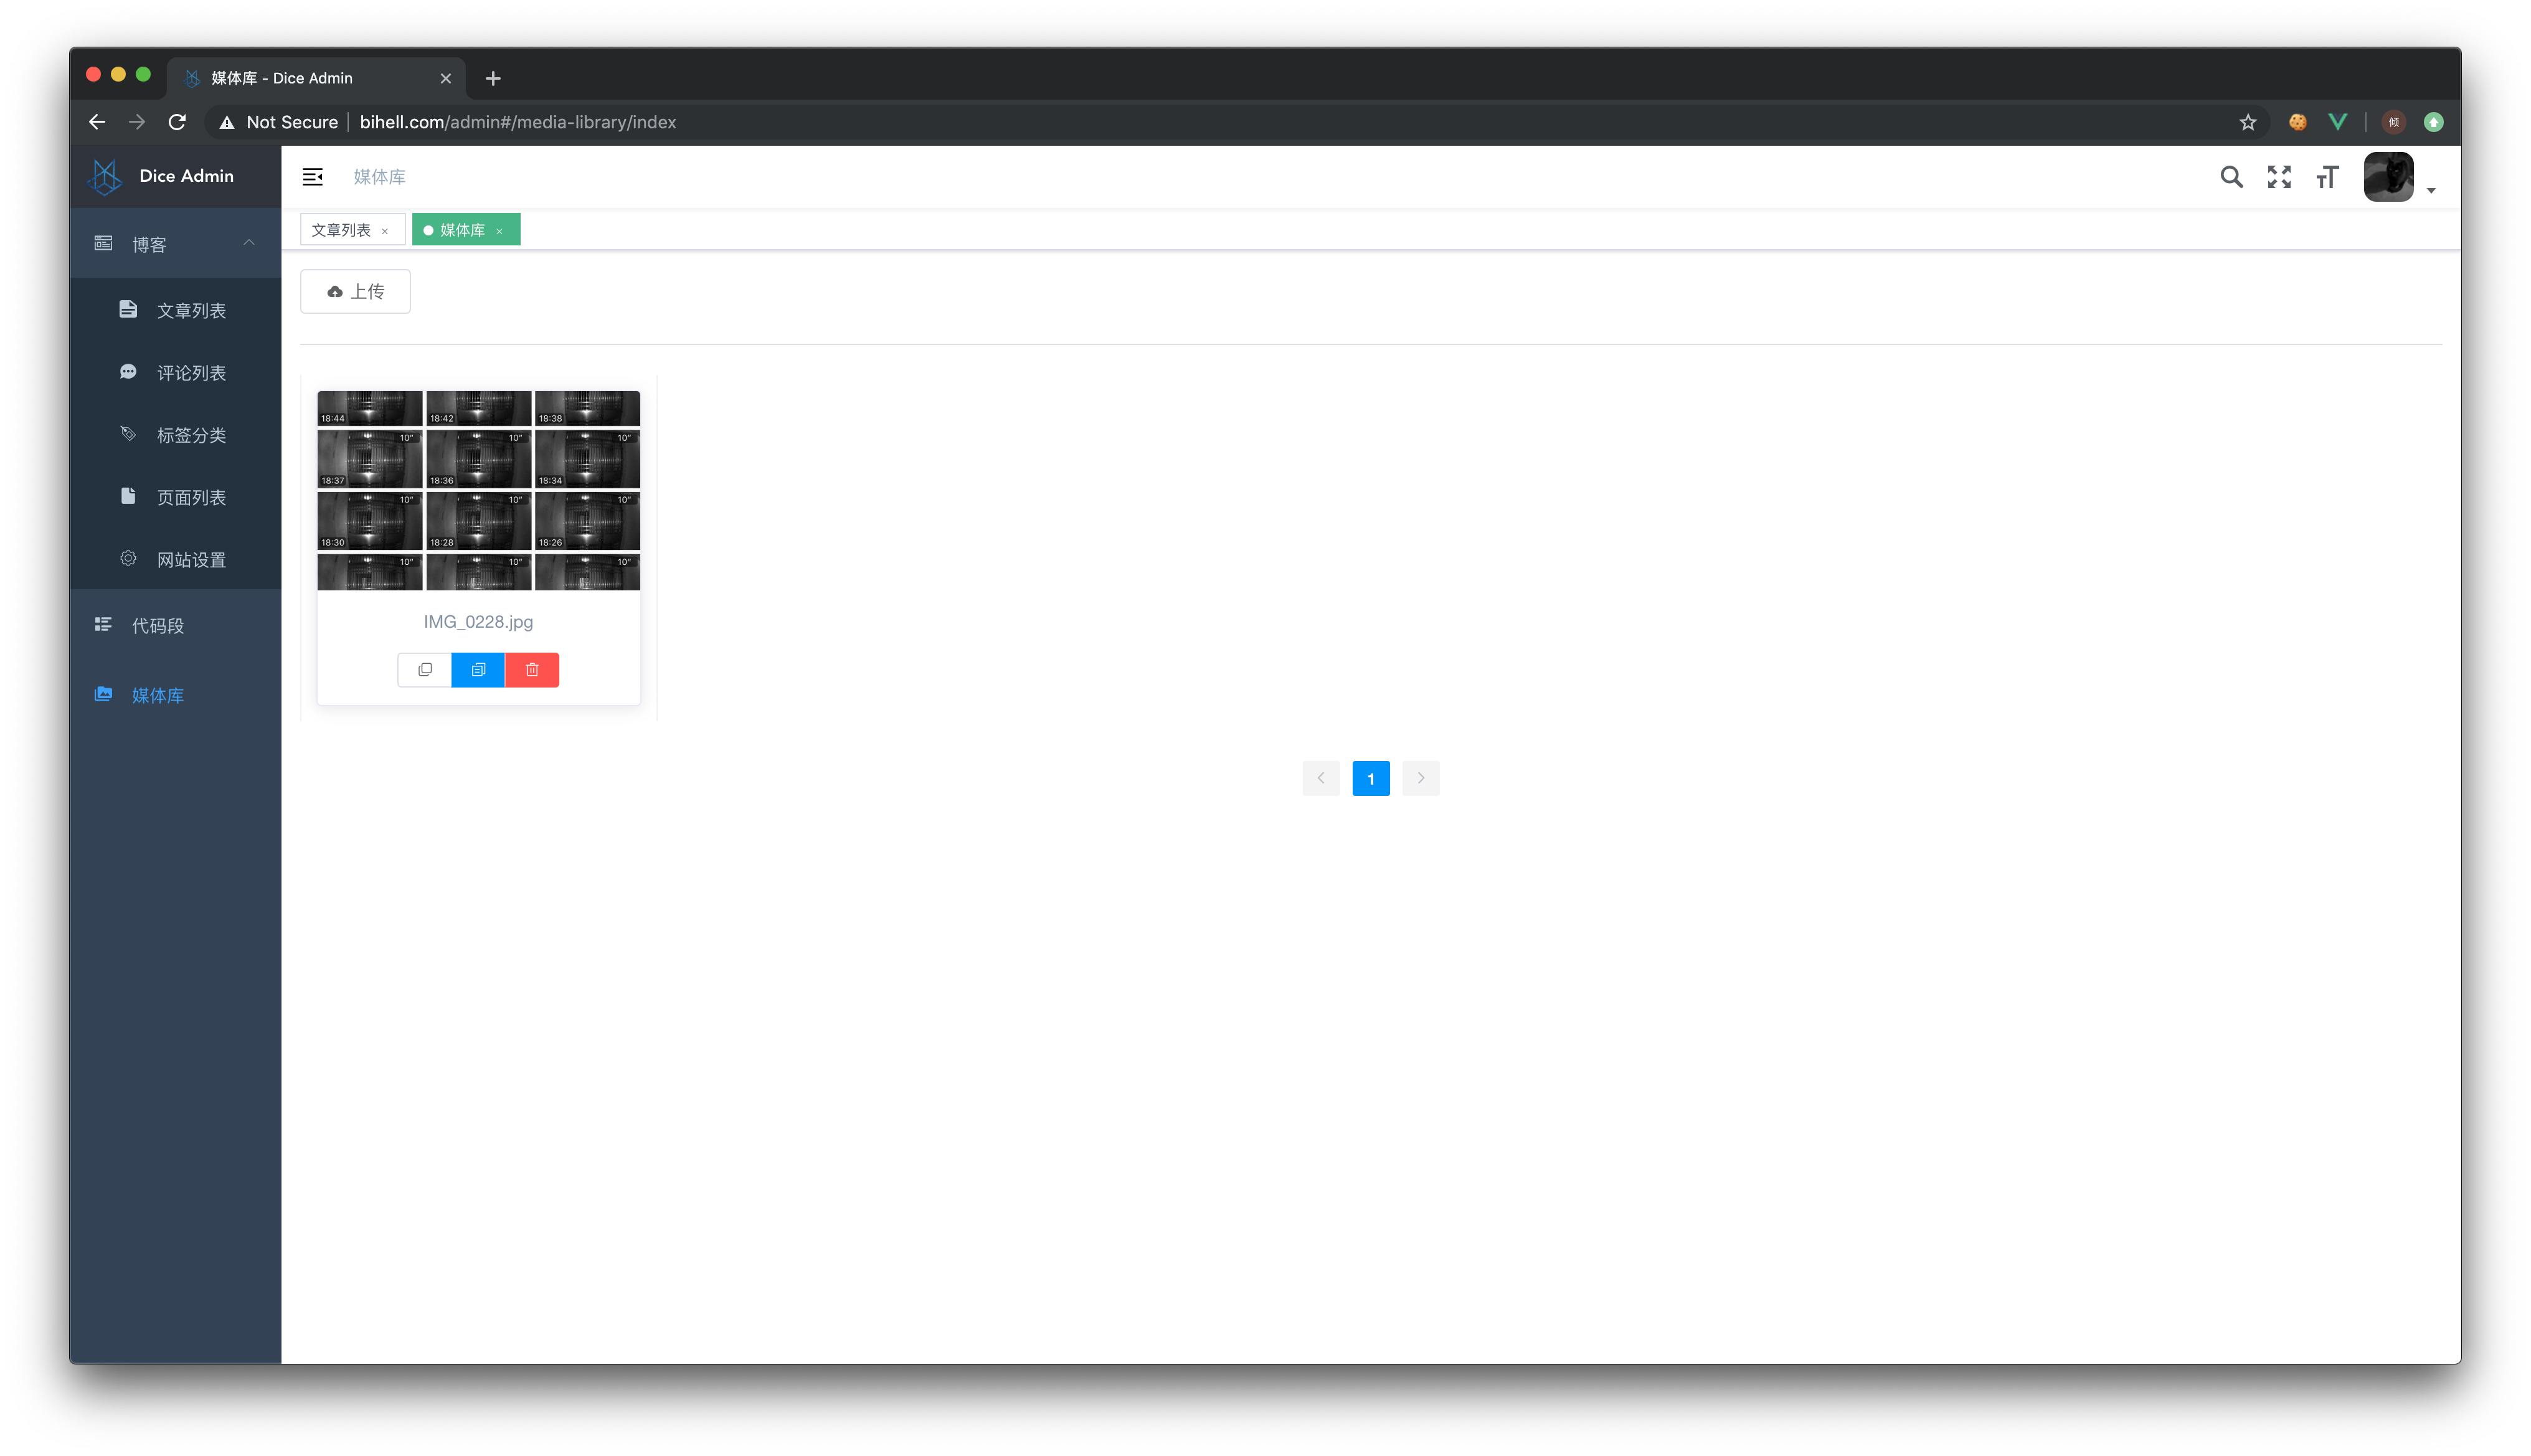 媒体库 - Dice Admin
Not Secure | bihell.com/admin#/media-library/index
倾
Dice Admin
媒体库
文章列表 ×
媒体库 ×
博客
文章列表
评论列表
标签分类
页面列表
网站设置
代码段
媒体库
上传
18:44 18:42 18:38
10" 10" 10"
18:37 18:36 18:34
10" 10" 10"
18:30 18:28 18:26
10" 10" 10"
IMG_0228.jpg
1